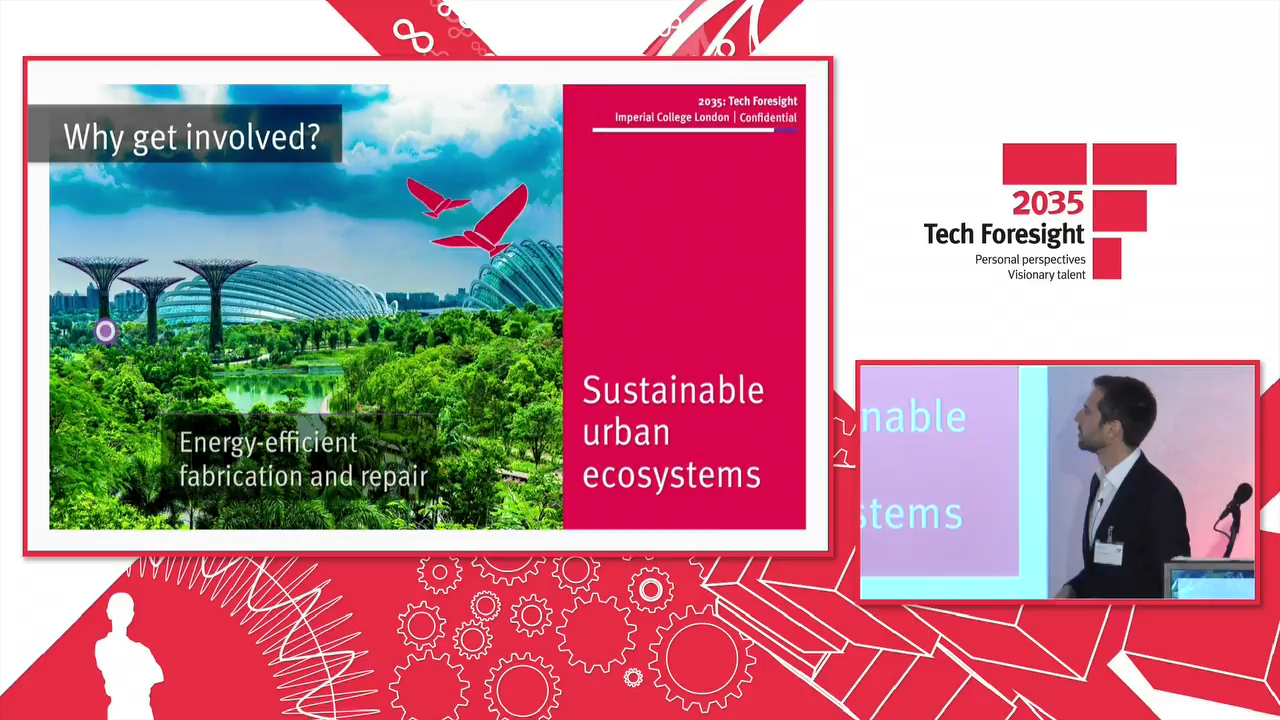 Why get involved?
2035: Tech Foresight
Imperial College London | Confidential
Energy-efficient
fabrication and repair
Sustainable
urban
ecosystems
2035
Tech Foresight
Personal perspectives
Visionary talent
nable
stems